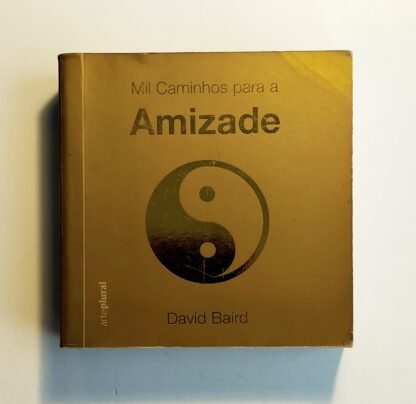 Mil Caminhos para a
Amizade
David Baird
arteplural